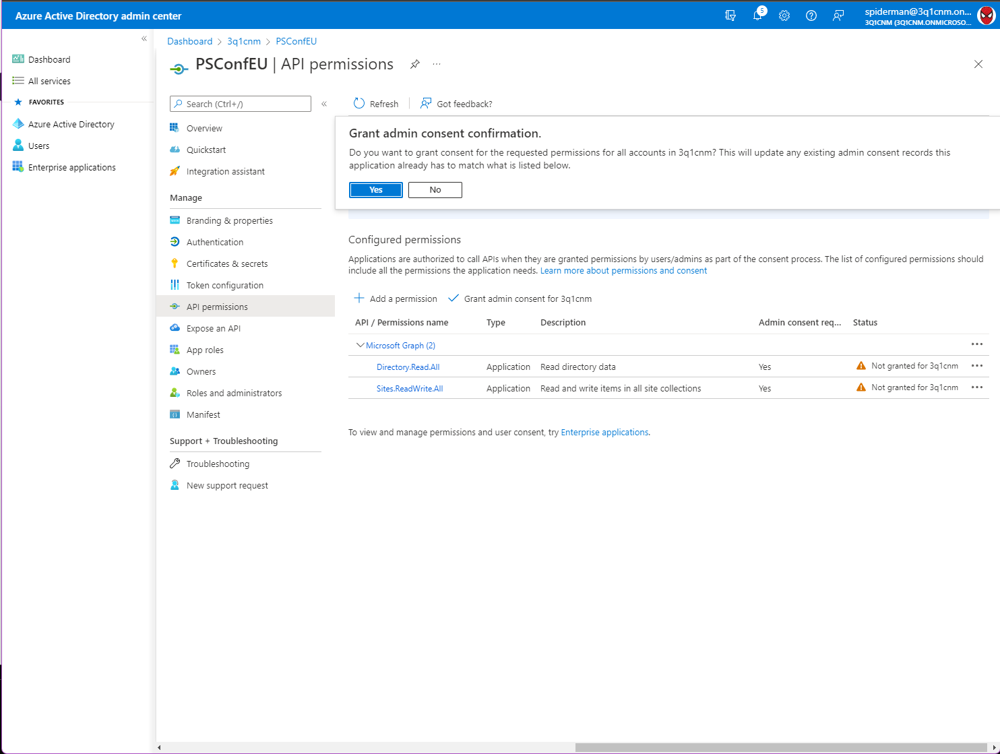 Azure Active Directory admin center
5
spiderman@3q1cnm.on...
3Q1CNM (3Q1CNM.ONMICROSO...
«
Dashboard
All services
FAVORITES
Azure Active Directory
Users
Enterprise applications
Dashboard > 3q1cnm > PSConfEU
PSConfEU | API permissions
Search (Ctrl+/)
«
Overview
Quickstart
Integration assistant
Manage
Branding & properties
Authentication
Certificates & secrets
Token configuration
API permissions
Expose an API
App roles
Owners
Roles and administrators
Manifest
Support + Troubleshooting
Troubleshooting
New support request
Refresh Got feedback?
Grant admin consent confirmation.
Do you want to grant consent for the requested permissions for all accounts in 3q1cnm? This will update any existing admin consent records this
application already has to match what is listed below.
Yes No
Configured permissions
Applications are authorized to call APIs when they are granted permissions by users/admins as part of the consent process. The list of configured permissions should
include all the permissions the application needs. Learn more about permissions and consent
Add a permission Grant admin consent for 3q1cnm
API / Permissions name Type Description Admin consent req... Status
Microsoft Graph (2)
Directory.Read.All Application Read directory data Yes Not granted for 3q1cnm
Sites.ReadWrite.All Application Read and write items in all site collections Yes Not granted for 3q1cnm
To view and manage permissions and user consent, try Enterprise applications.